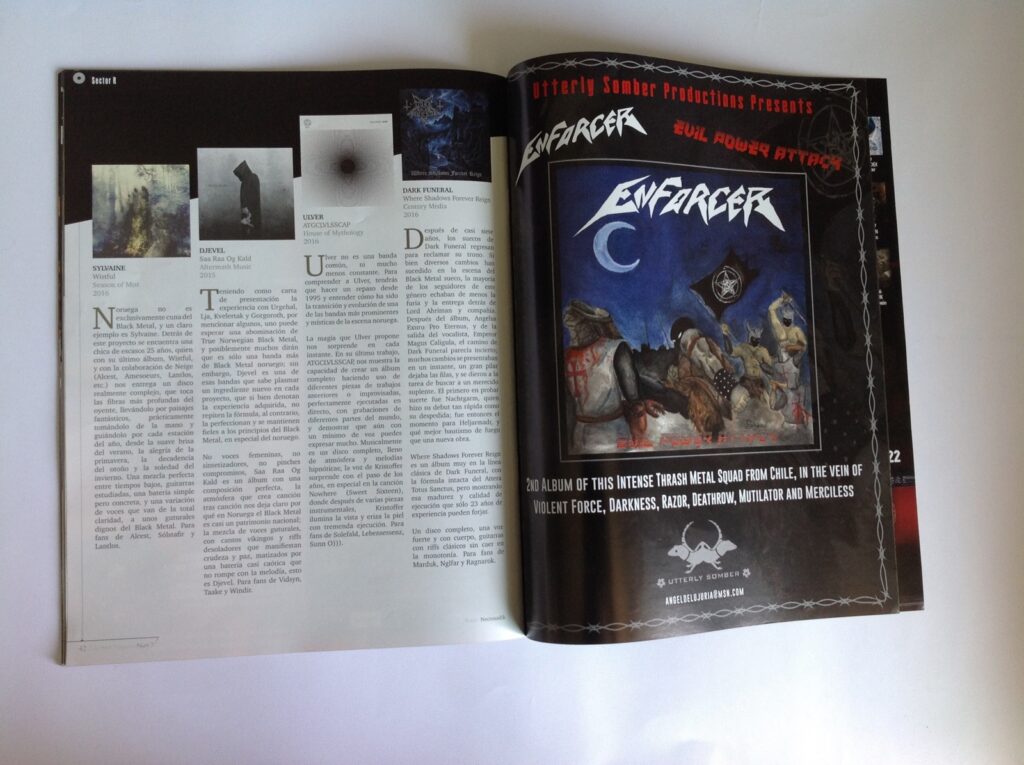 Sector R
SYLVAINE
Wistful
Season of Mist
2016
Noruega no es
exclusivamente cuna del
Black Metal, y un claro
ejemplo es Sylvaine. Detrás de
este proyecto se encuentra una
chica de escasos 25 años, quien
con su último álbum, Wistful,
y con la colaboración de Neige
(Alcest, Amesoeurs, Lantlos,
etc.) nos entrega un disco
realmente complejo, que toca
las fibras más profundas del
oyente, llevándolo por paisajes
fantásticos, prácticamente
tomándolo de la mano y
guiándolo por cada estación
del año, desde la suave brisa
del verano, la alegría de la
primavera, la decadencia
del otoño y la soledad del
invierno. Una mezcla perfecta
entre tiempos bajos, guitarras
estudiadas, una batería simple
pero concreta, y una variación
de voces que van de la total
claridad, a unos guturales
dignos del Black Metal. Para
fans de Alcest, Sólstafir y
Lantlos.
DJEVEL
Saa Raa Og Kald
Aftermath Music
2015
Teniendo como carta
de presentación la
experiencia con Urgehal,
Ljå, Kvelertak y Gorgoroth, por
mencionar algunos, uno puede
esperar una abominación de
True Norwegian Black Metal,
y posiblemente muchos dirán
que es sólo una banda más
de Black Metal noruego; sin
embargo, Djevel es una de
esas bandas que sabe plasmar
un ingrediente nuevo en cada
proyecto, que si bien denotan
la experiencia adquirida, no
repiten la fórmula, al contrario,
la perfeccionan y se mantienen
fieles a los principios del Black
Metal, en especial del noruego.
No voces femeninas, no
sintetizadores, no pinches
compromisos, Saa Raa Og
Kald es un álbum con una
composición perfecta, la
atmósfera que crea canción
tras canción nos deja claro por
qué en Noruega el Black Metal
es casi un patrimonio nacional;
la mezcla de voces guturales,
con cantos vikingos y riffs
desoladores que manifiestan
crudeza y paz, matizados por
una batería casi caótica que
no rompe con la melodía, esto
es Djevel. Para fans de
Taake y Windir.
ULVER
ATGCLVLSSCAP
House of Mythology
2016
Ulver no es una banda
común, ni mucho
menos constante. Para
comprender a Ulver, tendrás
que hacer un repaso desde
1995 y entender cómo ha sido
la transición y evolución de una
de las bandas más prominentes
y místicas de la escena noruega.
La magia que Ulver propone
nos sorprende en cada
instante. En su último trabajo,
ATGCLVLSSCAP nos muestra la
capacidad de crear un álbum
completo haciendo uso de
diferentes piezas de trabajos
anteriores o improvisadas,
perfectamente ejecutadas en
directo, con grabaciones de
diferentes partes del mundo,
y demostrar que aún con
un mínimo de voz puedes
expresar mucho. Musicalmente
es un disco completo, lleno
de atmósfera y melodías
hipnóticas; la voz de Kristoffer
sorprende con el paso de los
años, en especial en la canción
Nowhere (Sweet Sixteen),
donde después de varias piezas
instrumentales, Kristoffer
ilumina la vista y eriza la piel
con tremenda ejecución. Para
fans de Solefald, Lebensessenz,
Sunn O))).
Where Shadows Forever Reign
DARK FUNERAL
Where Shadows Forever Reign
Century Media
2016
Después de casi siete
años, los suecos de
Dark Funeral regresan
para reclamar su trono. Si
bien diversos cambios han
sucedido en la escena del
Black Metal sueco, la mayoría
de los seguidores de este
género echaban de menos la
furia y la entrega detrás de
Lord Ahriman y compañía.
Después del álbum, Angelus
Exuro Pro Eternus, y de la
salida del vocalista, Emperor
Magus Caligula, el camino de
Dark Funeral parecía incierto;
muchos cambios se presentaban
en un instante, un gran pilar
dejaba las filas, y se dieron a la
tarea de buscar a un merecido
suplente. El primero en probar
suerte fue Nachtgarm, quien
hizo su debut tan rápida como
su despedida; fue entonces el
momento para Heljarmadr, y
qué mejor bautismo de fuego
que una nueva obra.
Where Shadows Forever Reign
es un álbum muy en la línea
clásica de Dark Funeral, con
la fórmula intacta del Attera
Totus Sanctus, pero mostrando
esa madurez y calidad de
ejecución que sólo 23 años de
experiencia pueden forjar.
Un disco completo, una voz
fuerte y con cuerpo, guitarras
con riffs clásicos sin caer en
la monotonía. Para fans de
Marduk, Naglfar y Ragnarok.
42
Utterly Somber Productions Presents
ENFORCER
EVIL POWER ATTACK
ENFORCER
EVIL POWER ATTACK
2nd Album of this Intense Thrash Metal Squad from Chile, in the vein of
Violent Force, Darkness, Razor, Deathrow, Mutilator and Merciless
UTTERLY SOMBER
ANGELDELUJURIA@MSN.COM
22